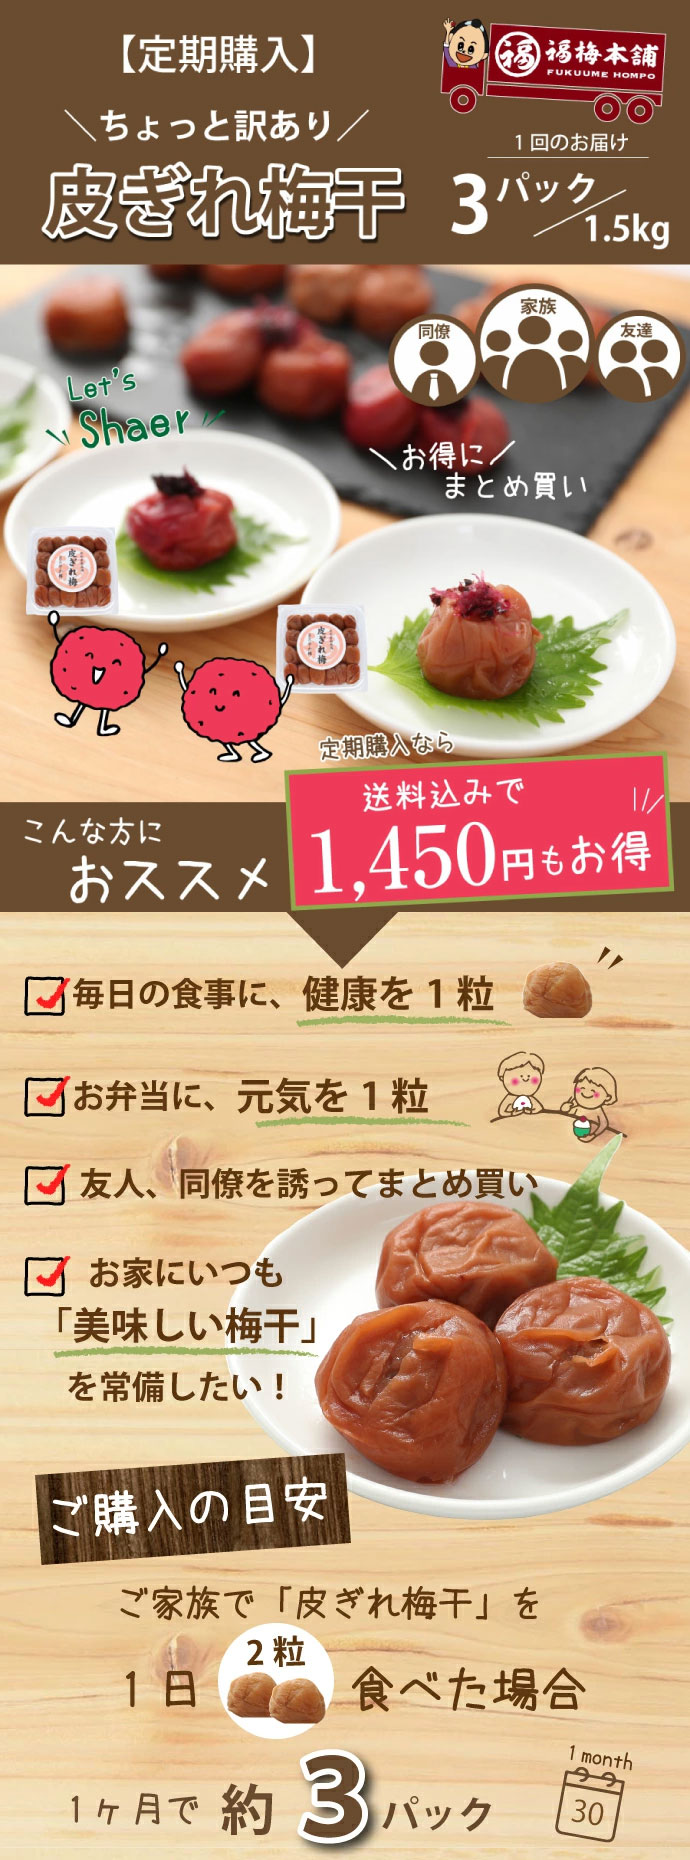 【定期購入】
福 福梅本舗
FUKUUME HOMPO
＼ちょっと訳あり／
皮ぎれ梅干
1回のお届け
3パック／1.5kg
同僚
家族
友達
Let's
Shaer
＼お得に／
まとめ買い
皮ぎれ梅
皮ぎれ梅
定期購入なら
送料込みで
1,450円もお得
こんな方に
おススメ
毎日の食事に、健康を1粒
お弁当に、元気を1粒
友人、同僚を誘ってまとめ買い
お家にいつも
「美味しい梅干」
を常備したい！
ご購入の目安
ご家族で「皮ぎれ梅干」を
2粒
1日 食べた場合
1 month
30
1ヶ月で 約3パック